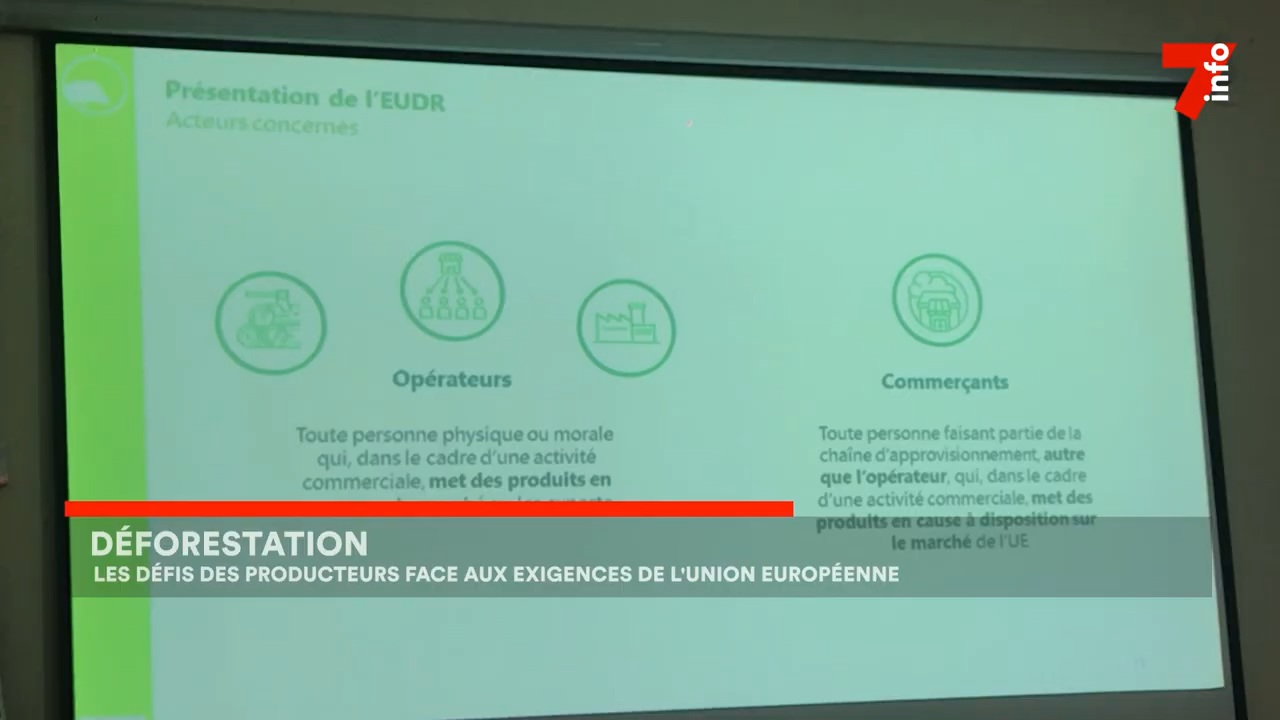 7 info
Présentation de l'EUDR
Acteurs concernés
Opérateurs
Toute personne physique ou morale
qui, dans le cadre d'une activité
commerciale, met des produits en
Commerçants
Toute personne faisant partie de la
chaîne d'approvisionnement, autre
que l'opérateur, qui, dans le cadre
d'une activité commerciale, met des
produits en cause à disposition sur
le marché de l'UE
DÉFORESTATION
LES DÉFIS DES PRODUCTEURS FACE AUX EXIGENCES DE L'UNION EUROPÉENNE